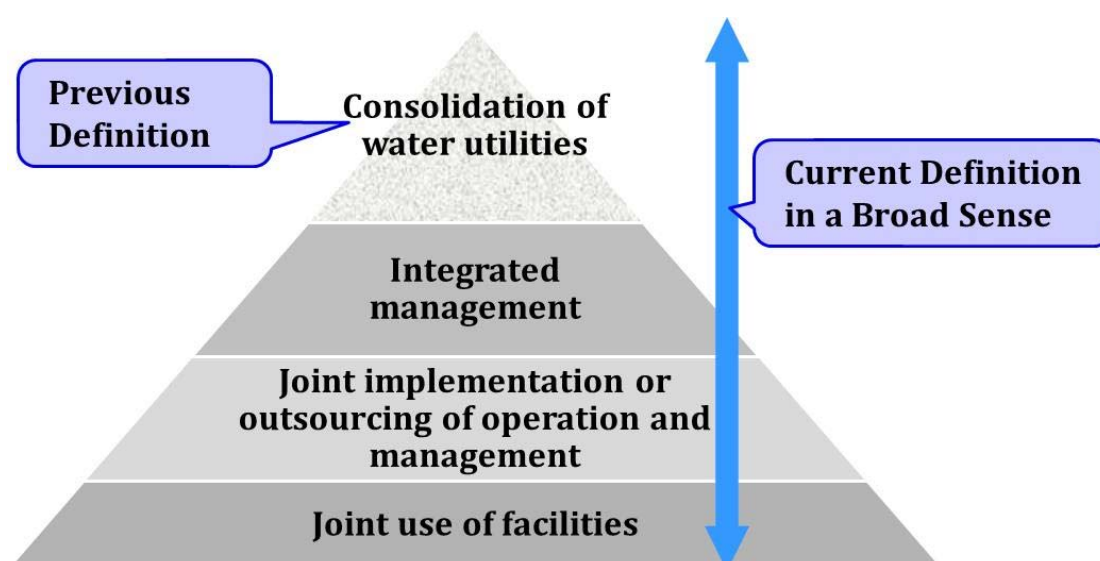 Previous
Definition
Consolidation of
water utilities
Current Definition
in a Broad Sense
Integrated
management
Joint implementation or
outsourcing of operation and
management
Joint use of facilities